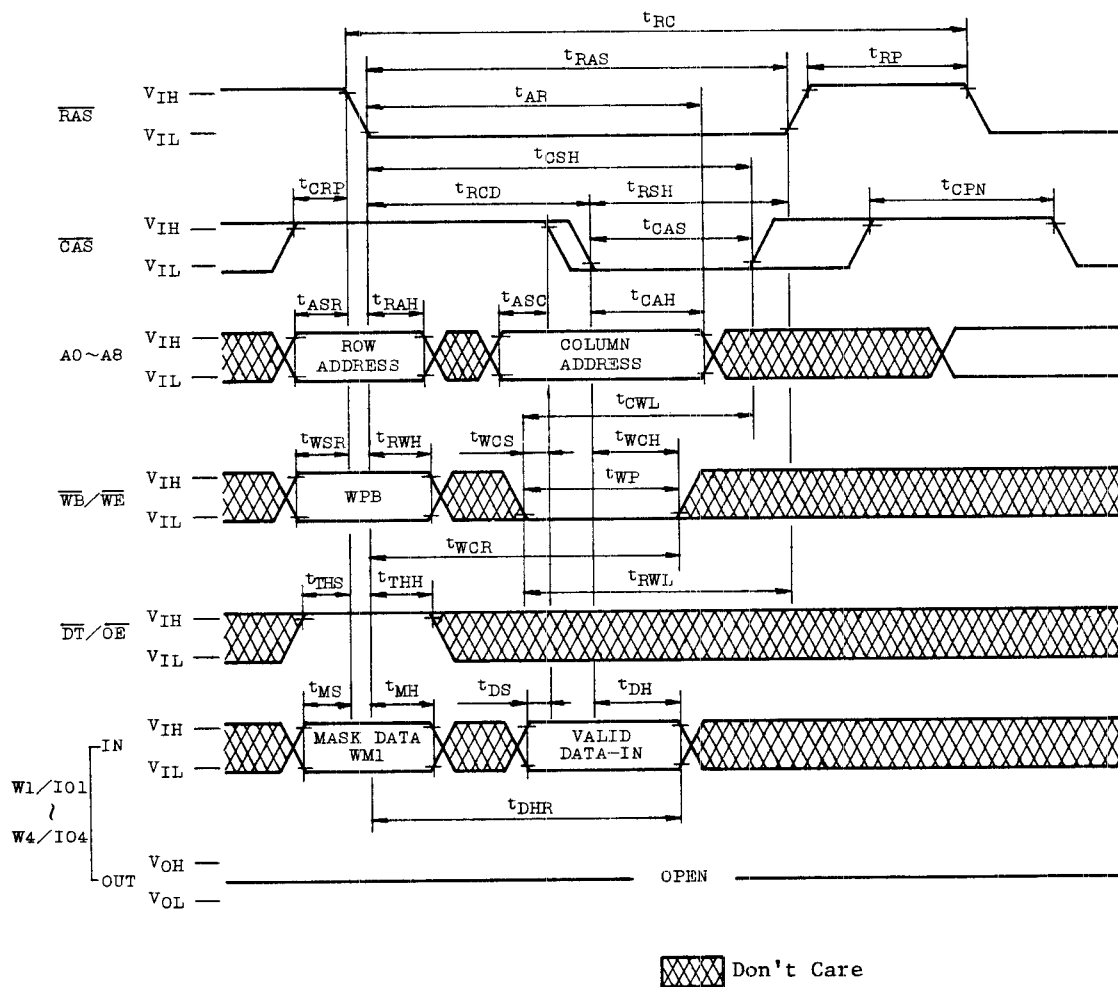 tRC
tRAS
tRP
VIH
tAR
RAS
VIL
tCSH
tCRP
tRCD
tRSH
tCPN
VIH
CAS
tCAS
VIL
tASR
tRAH
tASC
tCAH
VIH
A0~A8
ROW
ADDRESS
COLUMN
ADDRESS
VIL
tCWL
tWSR
tRWH
tWCS
tWCH
VIH
WB/WE
WPB
tWP
VIL
tWCR
tTHS
tTHH
tRWL
VIH
DT/OE
VIL
tMS
tMH
tDS
tDH
VIH
IN
MASK DATA
WM1
VALID
DATA-IN
VIL
W1/IO1
~
W4/IO4
tDHR
VOH
OUT
OPEN
VOL
Don't Care